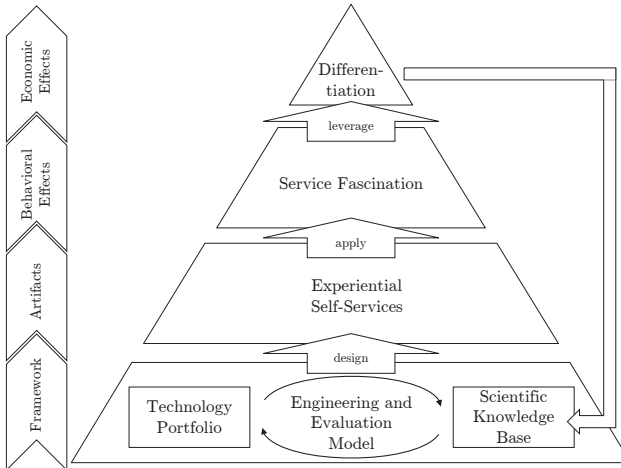 Economic
Effects
Behavioral
Effects
Artifacts
Framework
Differen-
tiation
leverage
Service Fascination
apply
Experiential
Self-Services
design
Technology
Portfolio
Engineering and
Evaluation
Model
Scientific
Knowledge
Base